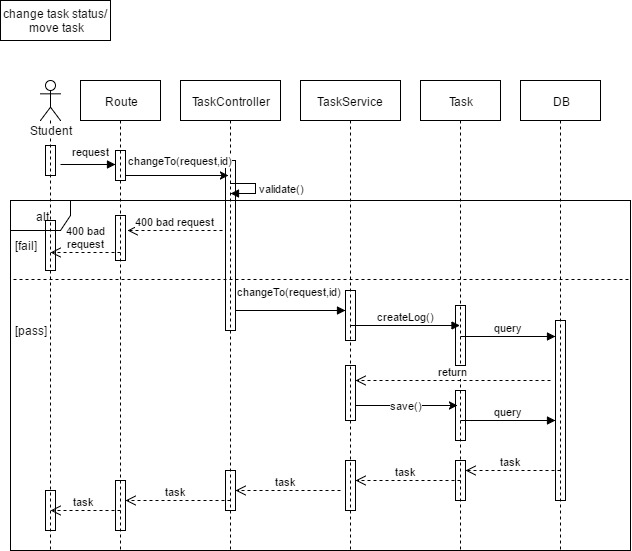 change task status/
move task
Student
Route
TaskController
TaskService
Task
DB
request
changeTo(request,id)
validate()
alt
400 bad request
400 bad
request
[fail]
changeTo(request,id)
createLog()
[pass]
query
return
save()
query
task
task
task
task
task